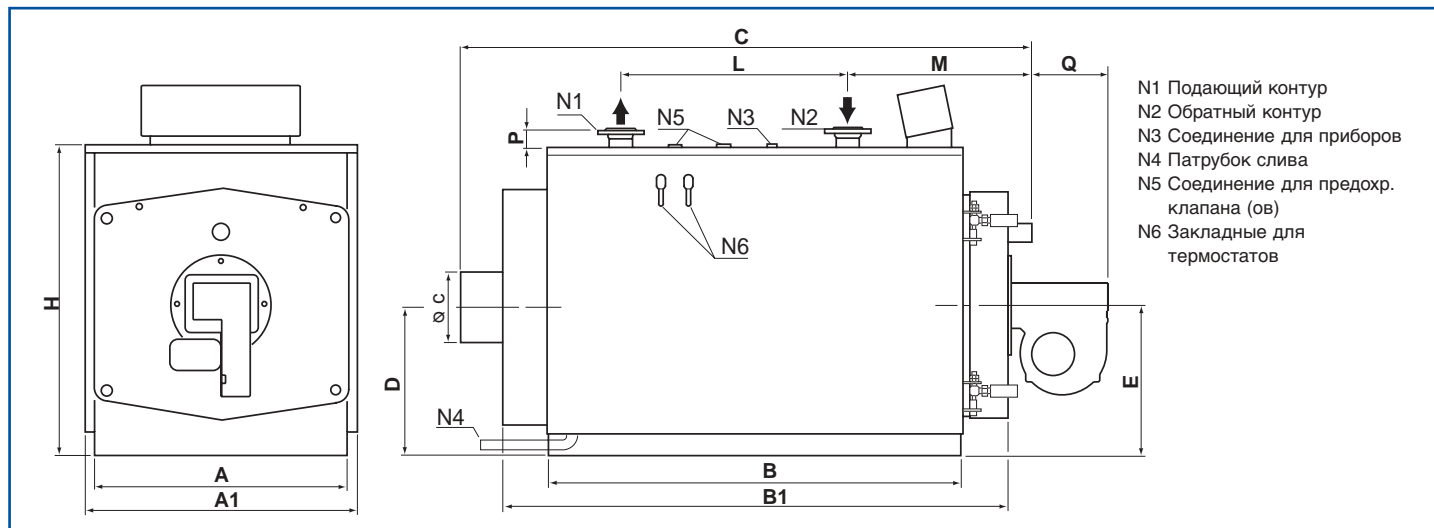 C
L
M
Q
N1
N5
N3
N2
P
N1 Подающий контур
N2 Обратный контур
N3 Соединение для приборов
N4 Патрубок слива
N5 Соединение для предохр.
клапана (ов)
N6 Закладные для
термостатов
N6
H
Ø C
D
E
N4
A
A1
B
B1